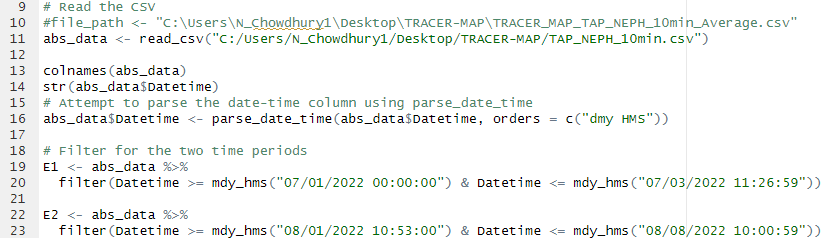 9 # Read the CSV
10 #file_path <- "C:\Users\N_Chowdhury1\Desktop\TRACER-MAP\TRACER_MAP_TAP_NEPH_10min_Average.csv"
11 abs_data <- read_csv("C:/Users/N_Chowdhury1/Desktop/TRACER-MAP/TAP_NEPH_10min.csv")
12
13 colnames(abs_data)
14 str(abs_data$Datetime)
15 # Attempt to parse the date-time column using parse_date_time
16 abs_data$Datetime <- parse_date_time(abs_data$Datetime, orders = c("dmy HMS"))
17
18 # Filter for the two time periods
19 E1 <- abs_data %>%
20   filter(Datetime >= mdy_hms("07/01/2022 00:00:00") & Datetime <= mdy_hms("07/03/2022 11:26:59"))
21
22 E2 <- abs_data %>%
23   filter(Datetime >= mdy_hms("08/01/2022 10:53:00") & Datetime <= mdy_hms("08/08/2022 10:00:59"))